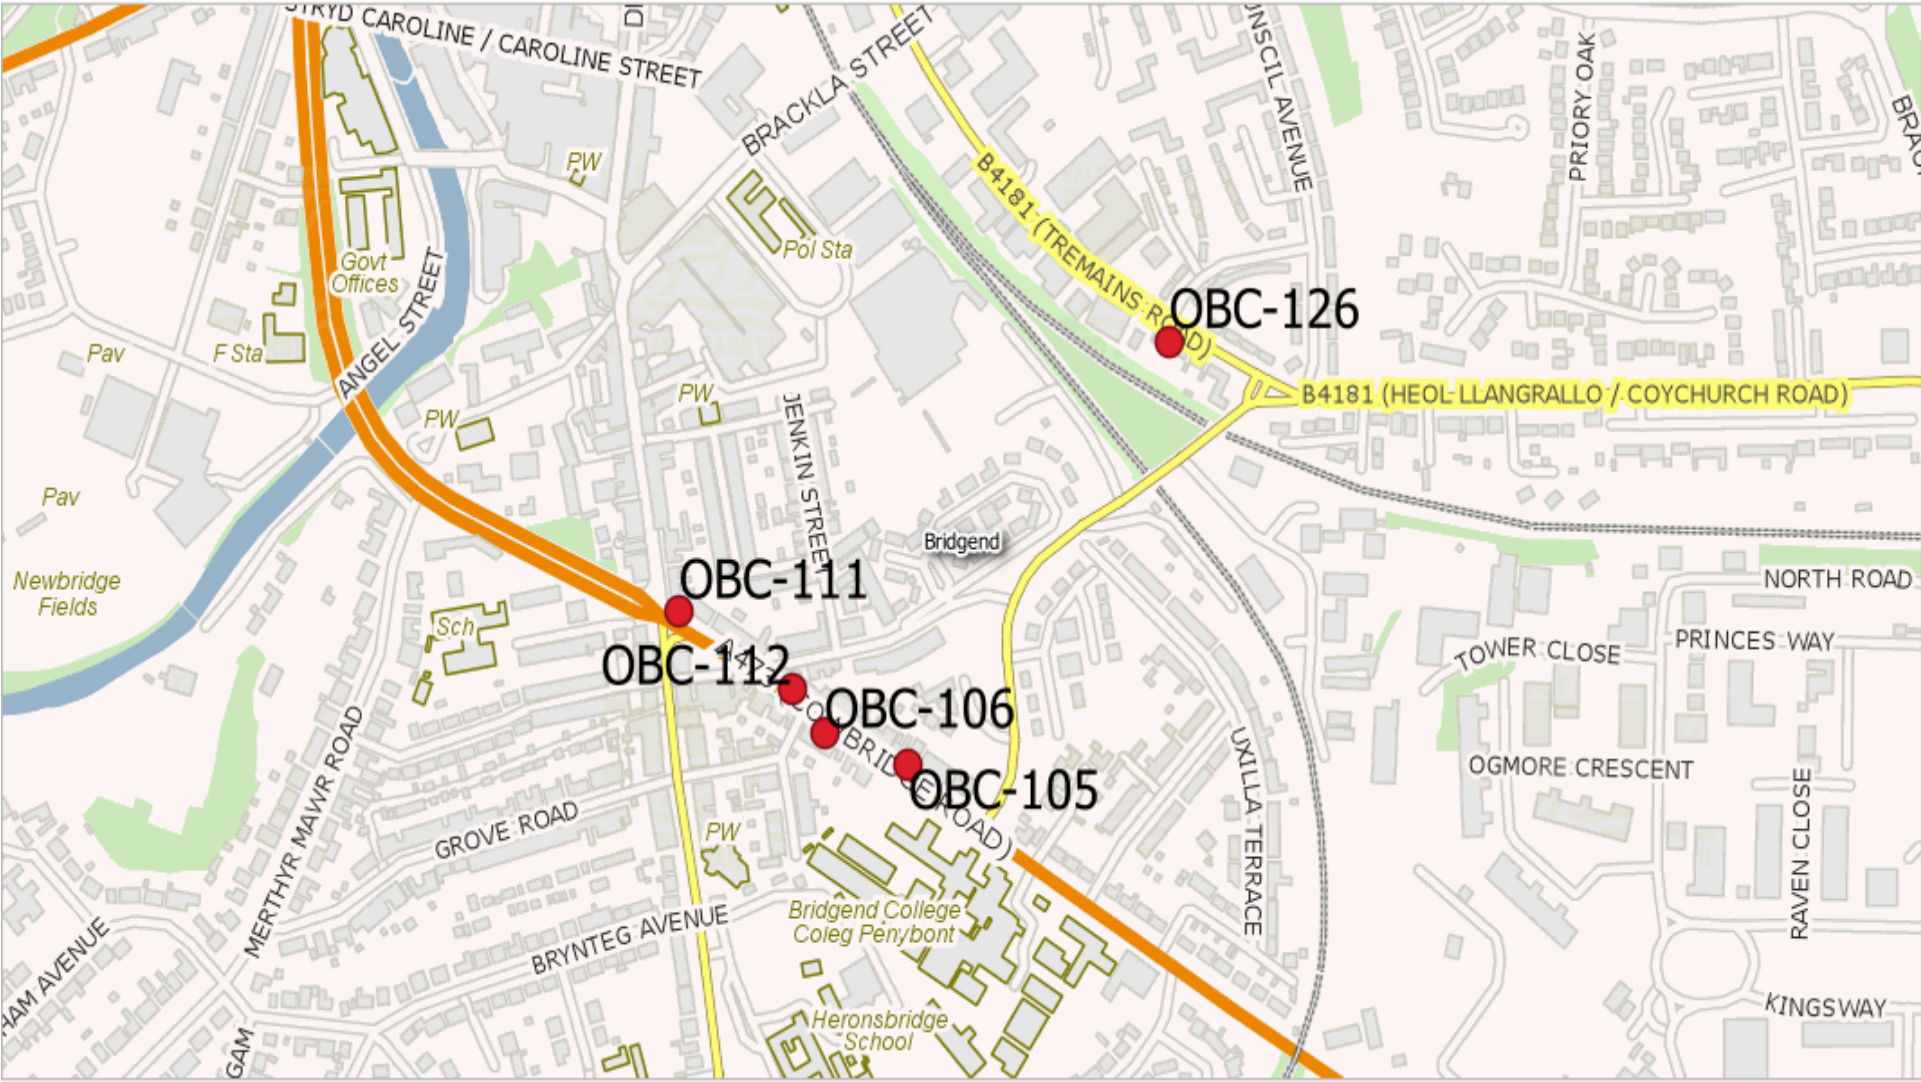 STRYD CAROLINE / CAROLINE STREET
BRACKLA STREET
PRIORY OAK
PW
B4181 (TREMAINS ROAD)
Pol Sta
Govt
Offices
ANGEL STREET
OBC-126
Pav
F Sta
PW
PW
JENKIN STREET
B4181 (HEOL LLANGRALLO / COYCHURCH ROAD)
Pav
Bridgend
Newbridge
Fields
OBC-111
NORTH ROAD
Sch
OBC-112
TOWER CLOSE
PRINCES WAY
OBC-106
OGMORE CRESCENT
OBC-105
UXILLA TERRACE
RAVEN CLOSE
MERTHYR MAWR ROAD
GROVE ROAD
PW
Bridgend College
Coleg Penybont
BRYNTEG AVENUE
HAM AVENUE
KINGSWAY
Heronsbridge
School
GAM